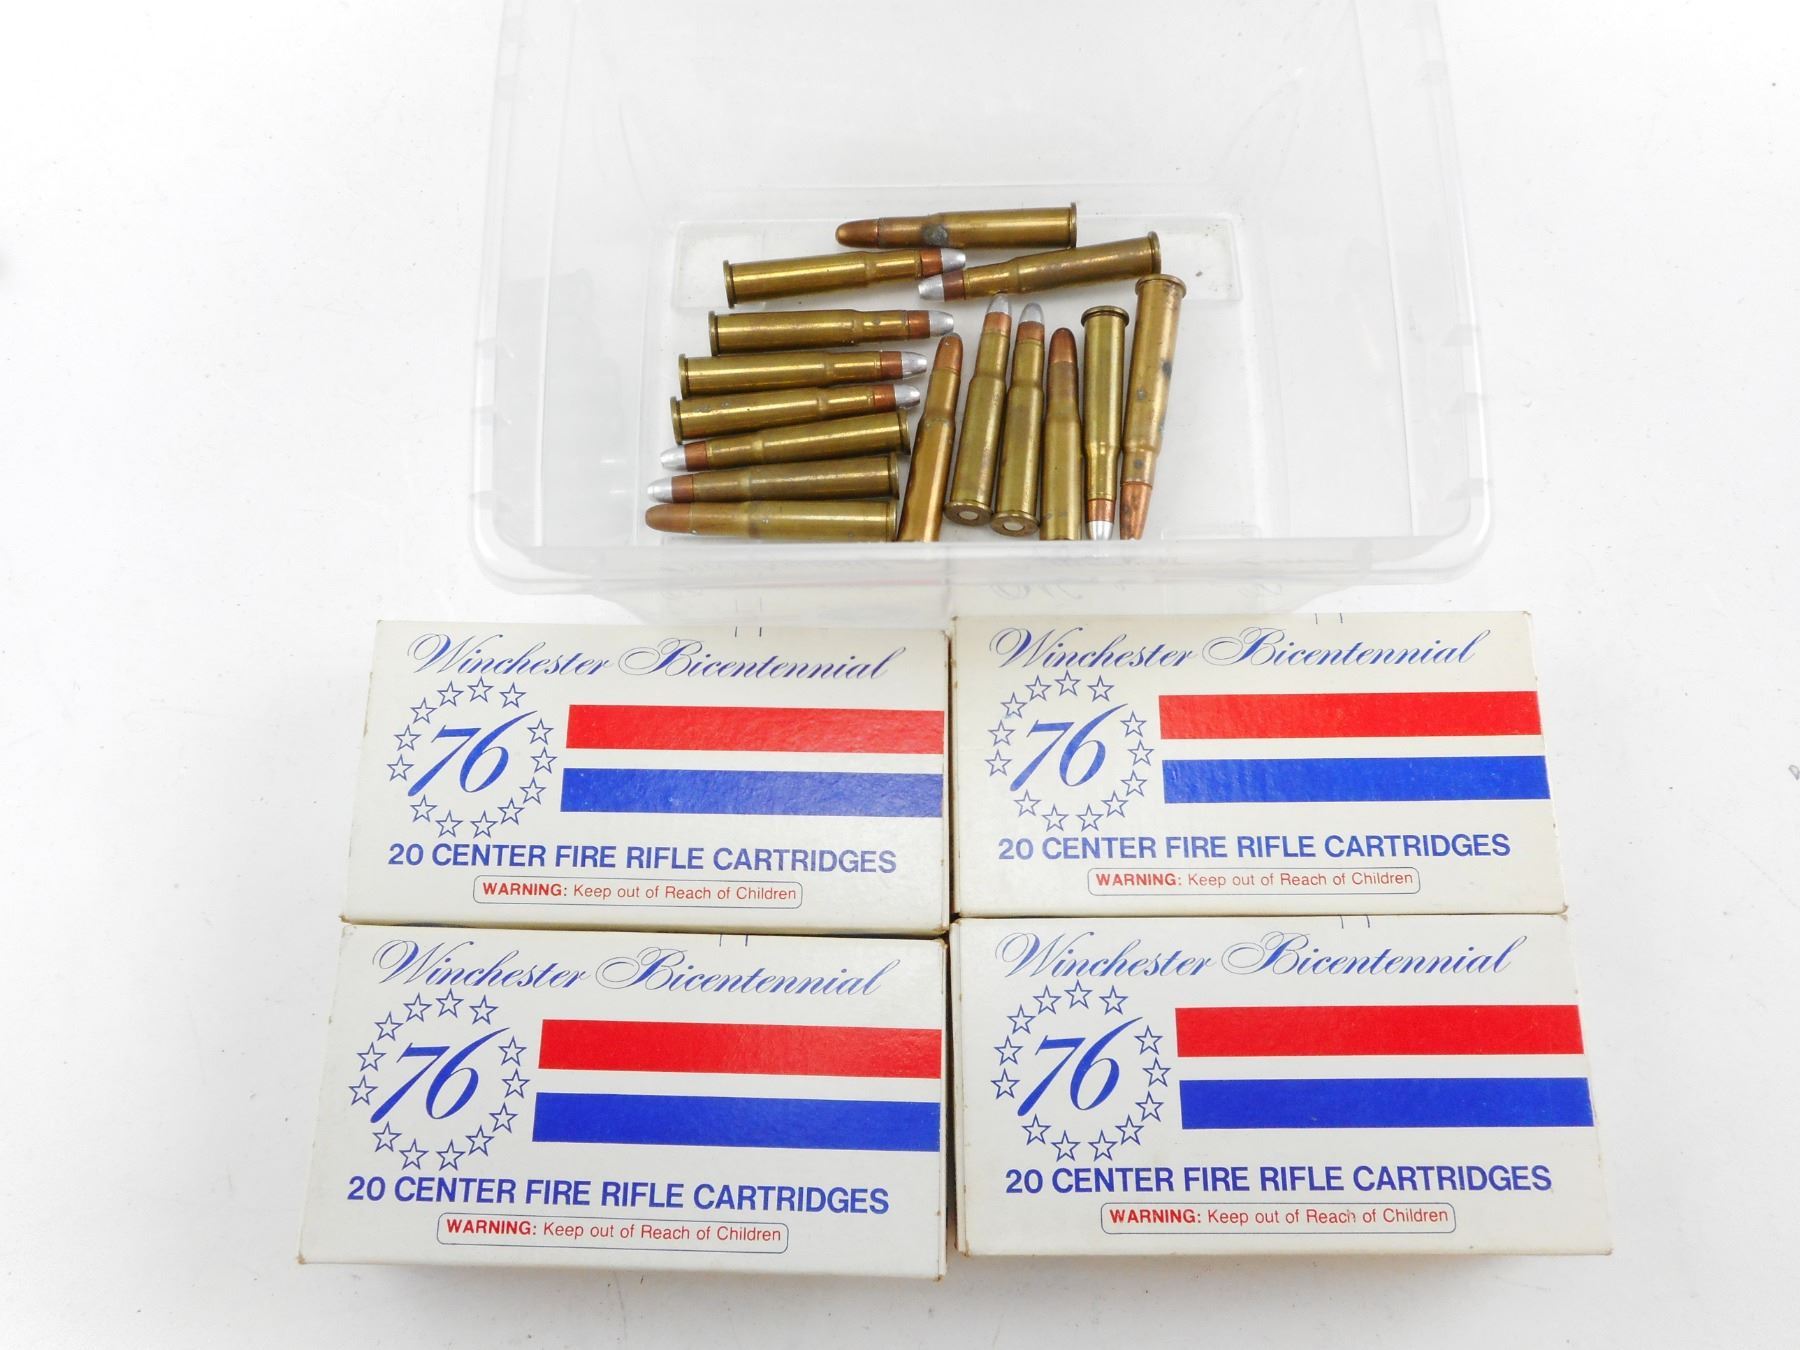 Winchester Bicentennial
76
20 CENTER FIRE RIFLE CARTRIDGES
WARNING: Keep out of Reach of Children
Winchester Bicentennial
76
20 CENTER FIRE RIFLE CARTRIDGES
WARNING: Keep out of Reach of Children
Winchester Bicentennial
76
20 CENTER FIRE RIFLE CARTRIDGES
WARNING: Keep out of Reach of Children
Winchester Bicentennial
76
20 CENTER FIRE RIFLE CARTRIDGES
WARNING: Keep out of Reach of Children